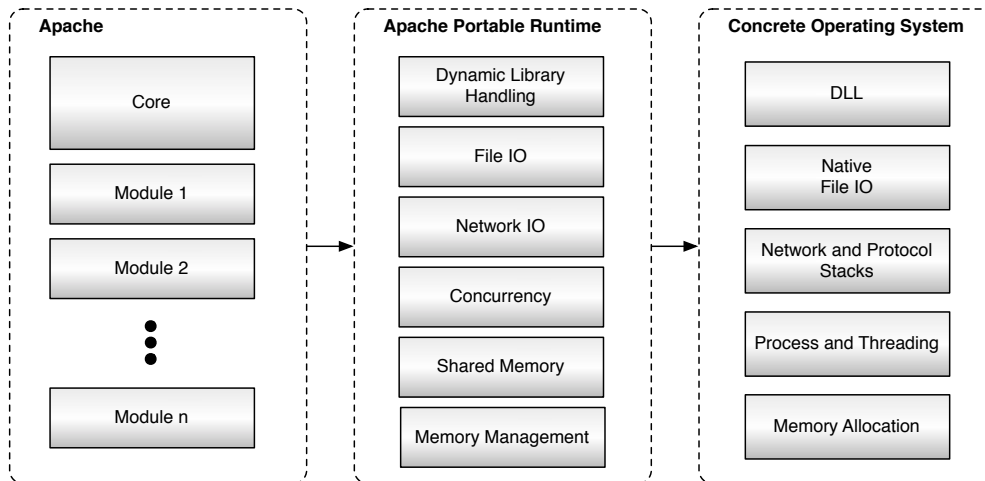 Apache
Core
Module 1
Module 2
Module n
Apache Portable Runtime
Dynamic Library
Handling
File IO
Network IO
Concurrency
Shared Memory
Memory Management
Concrete Operating System
DLL
Native
File IO
Network and Protocol
Stacks
Process and Threading
Memory Allocation